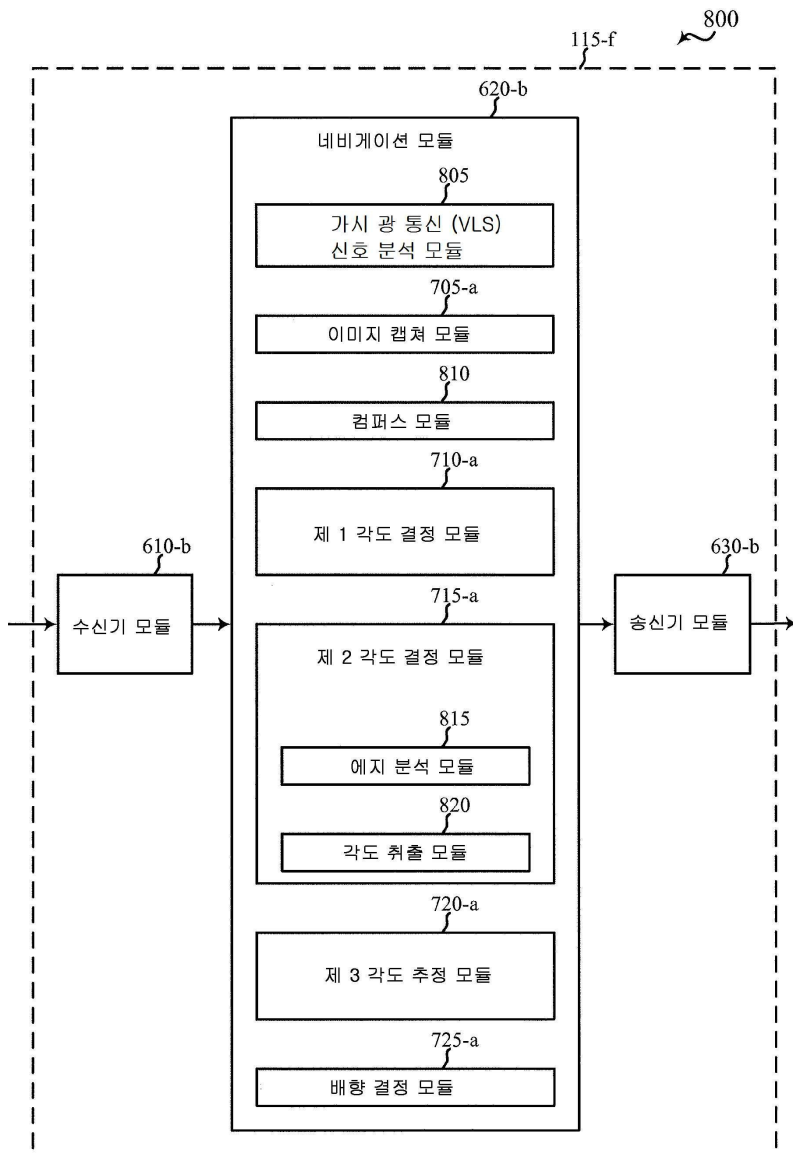 800
115-f
620-b
네비게이션 모듈
805
가시 광 통신 (VLS)
신호 분석 모듈
705-a
이미지 캡쳐 모듈
810
컴퍼스 모듈
710-a
제 1 각도 결정 모듈
610-b
수신기 모듈
630-b
송신기 모듈
715-a
제 2 각도 결정 모듈
815
에지 분석 모듈
820
각도 취출 모듈
720-a
제 3 각도 추정 모듈
725-a
배향 결정 모듈